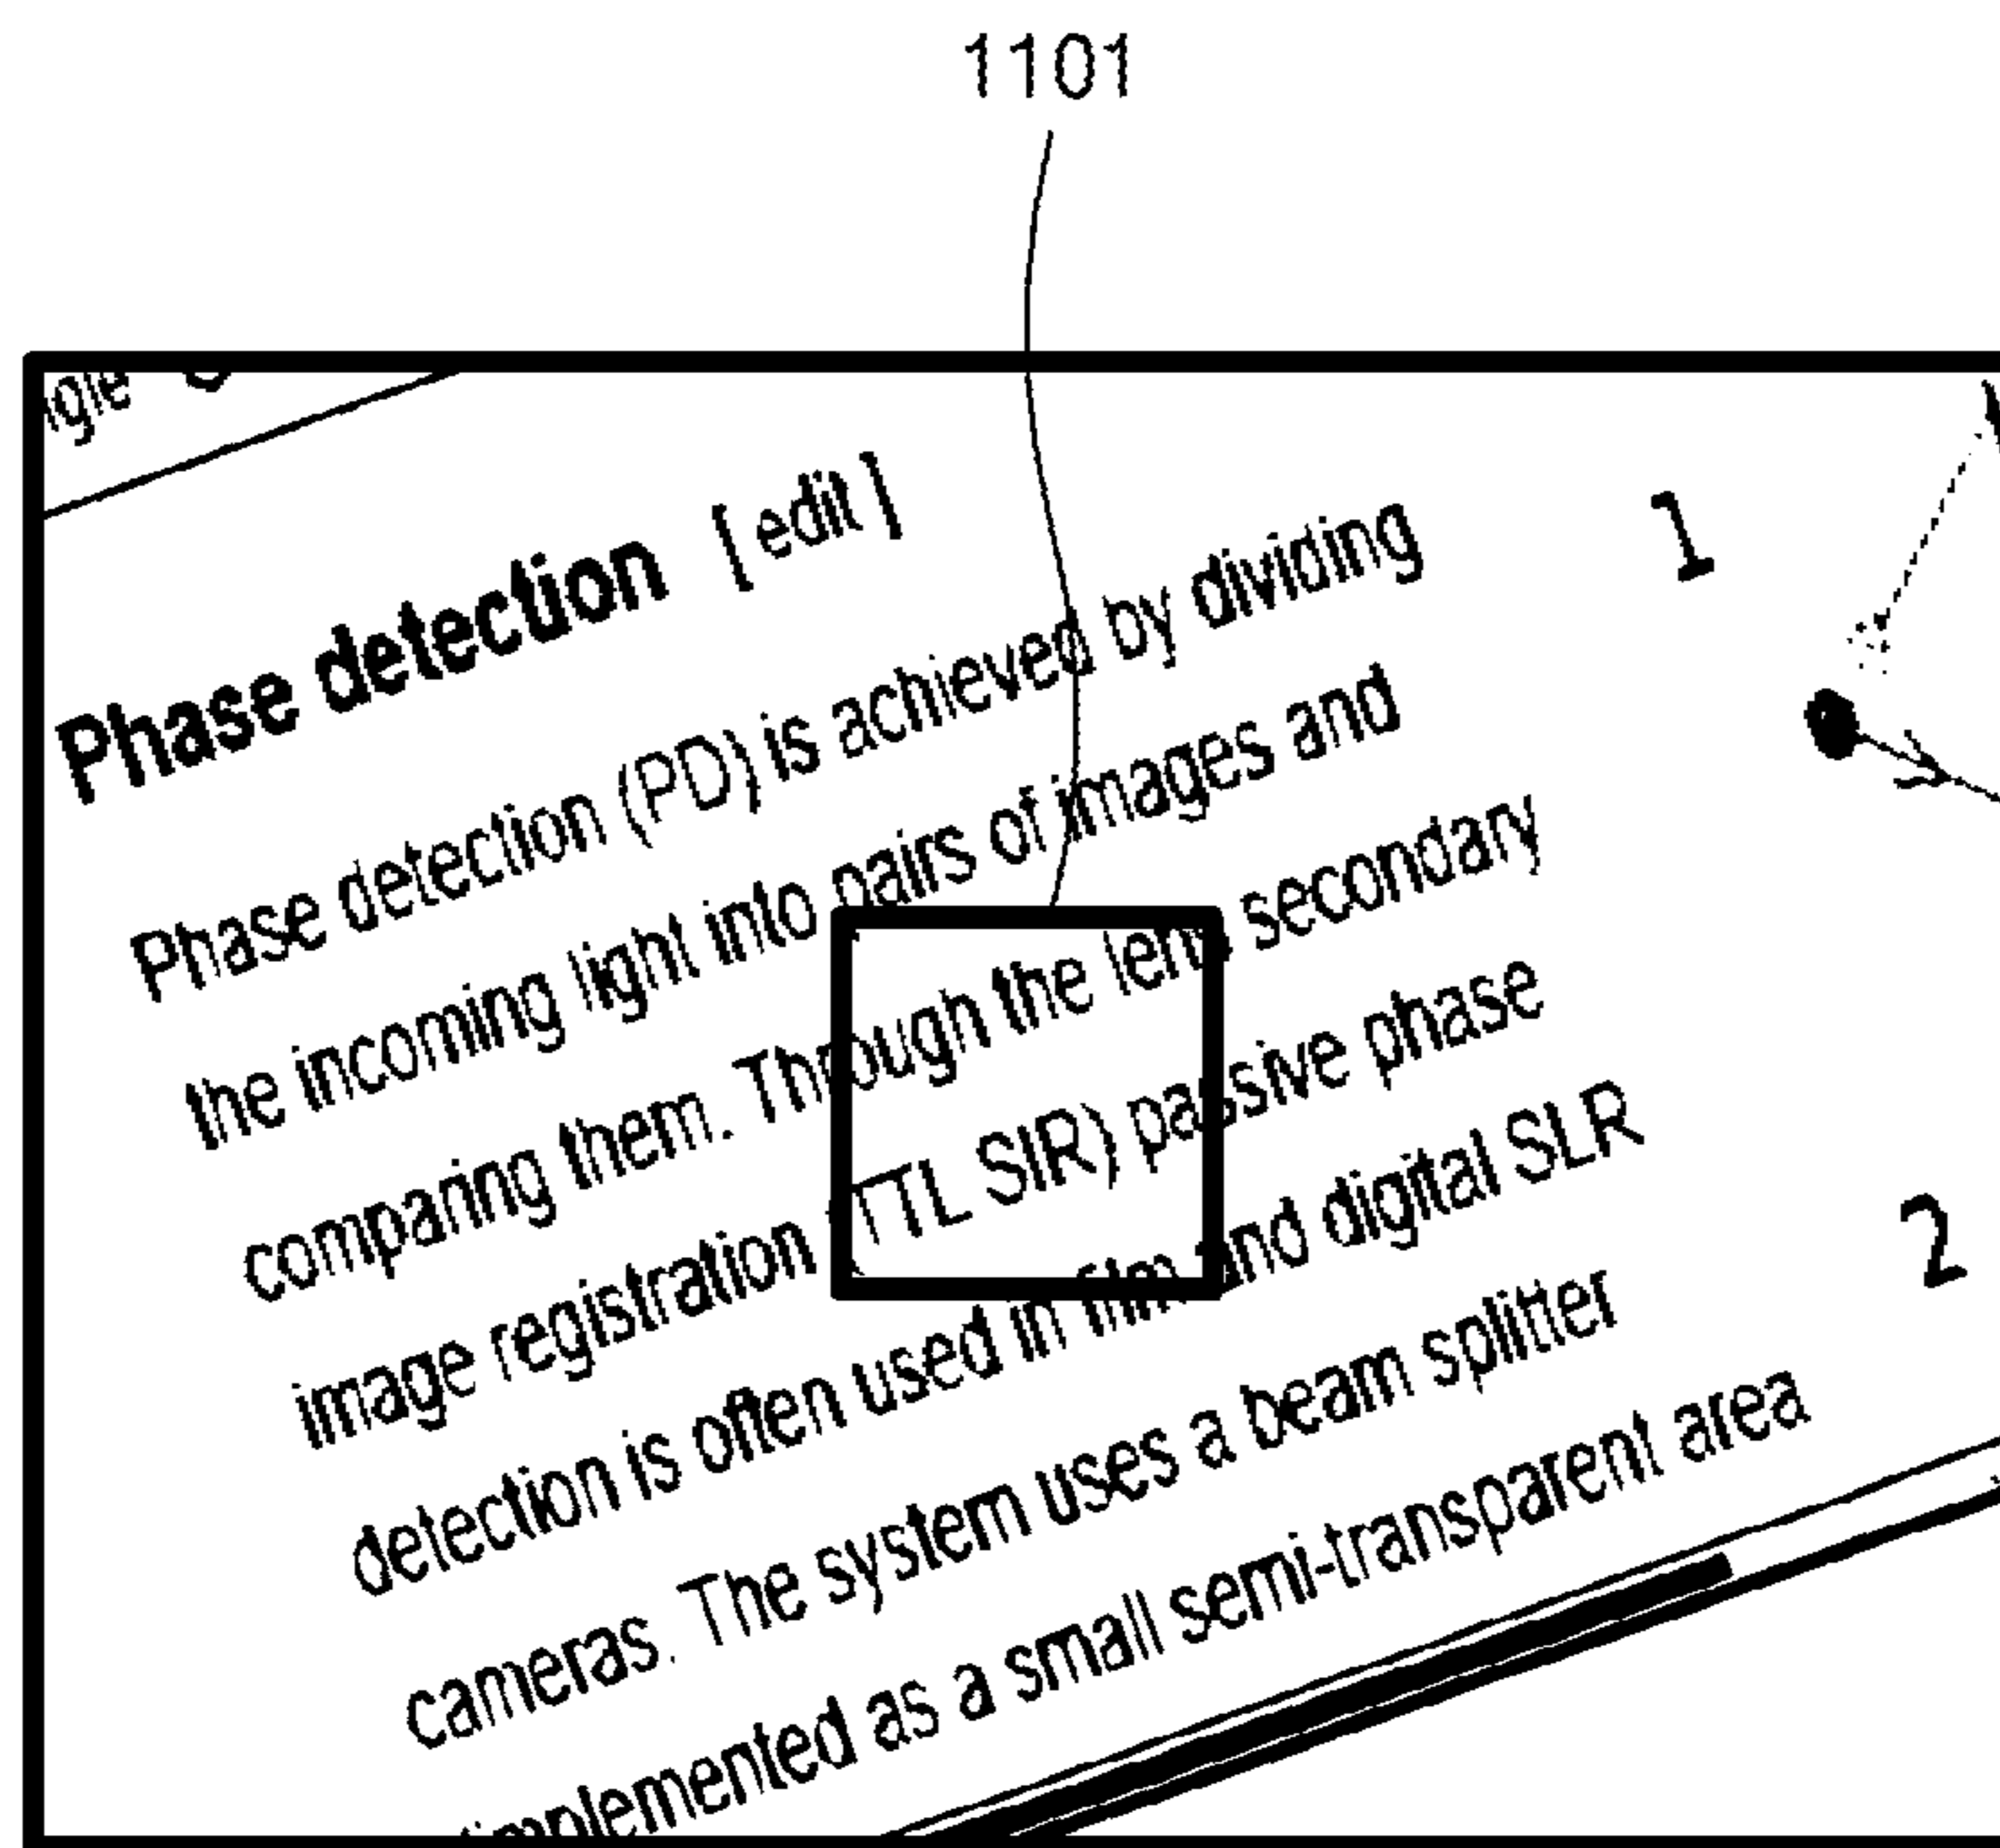 1101
Phase detection [edit]
Phase detection (PD) is achieved by dividing
the incoming light into pairs of images and
comparing them. Through the lens secondary
image registration (TTL SIR) passive phase
detection is often used in film and digital SLR
cameras. The system uses a beam splitter
implemented as a small semi-transparent area
1
2